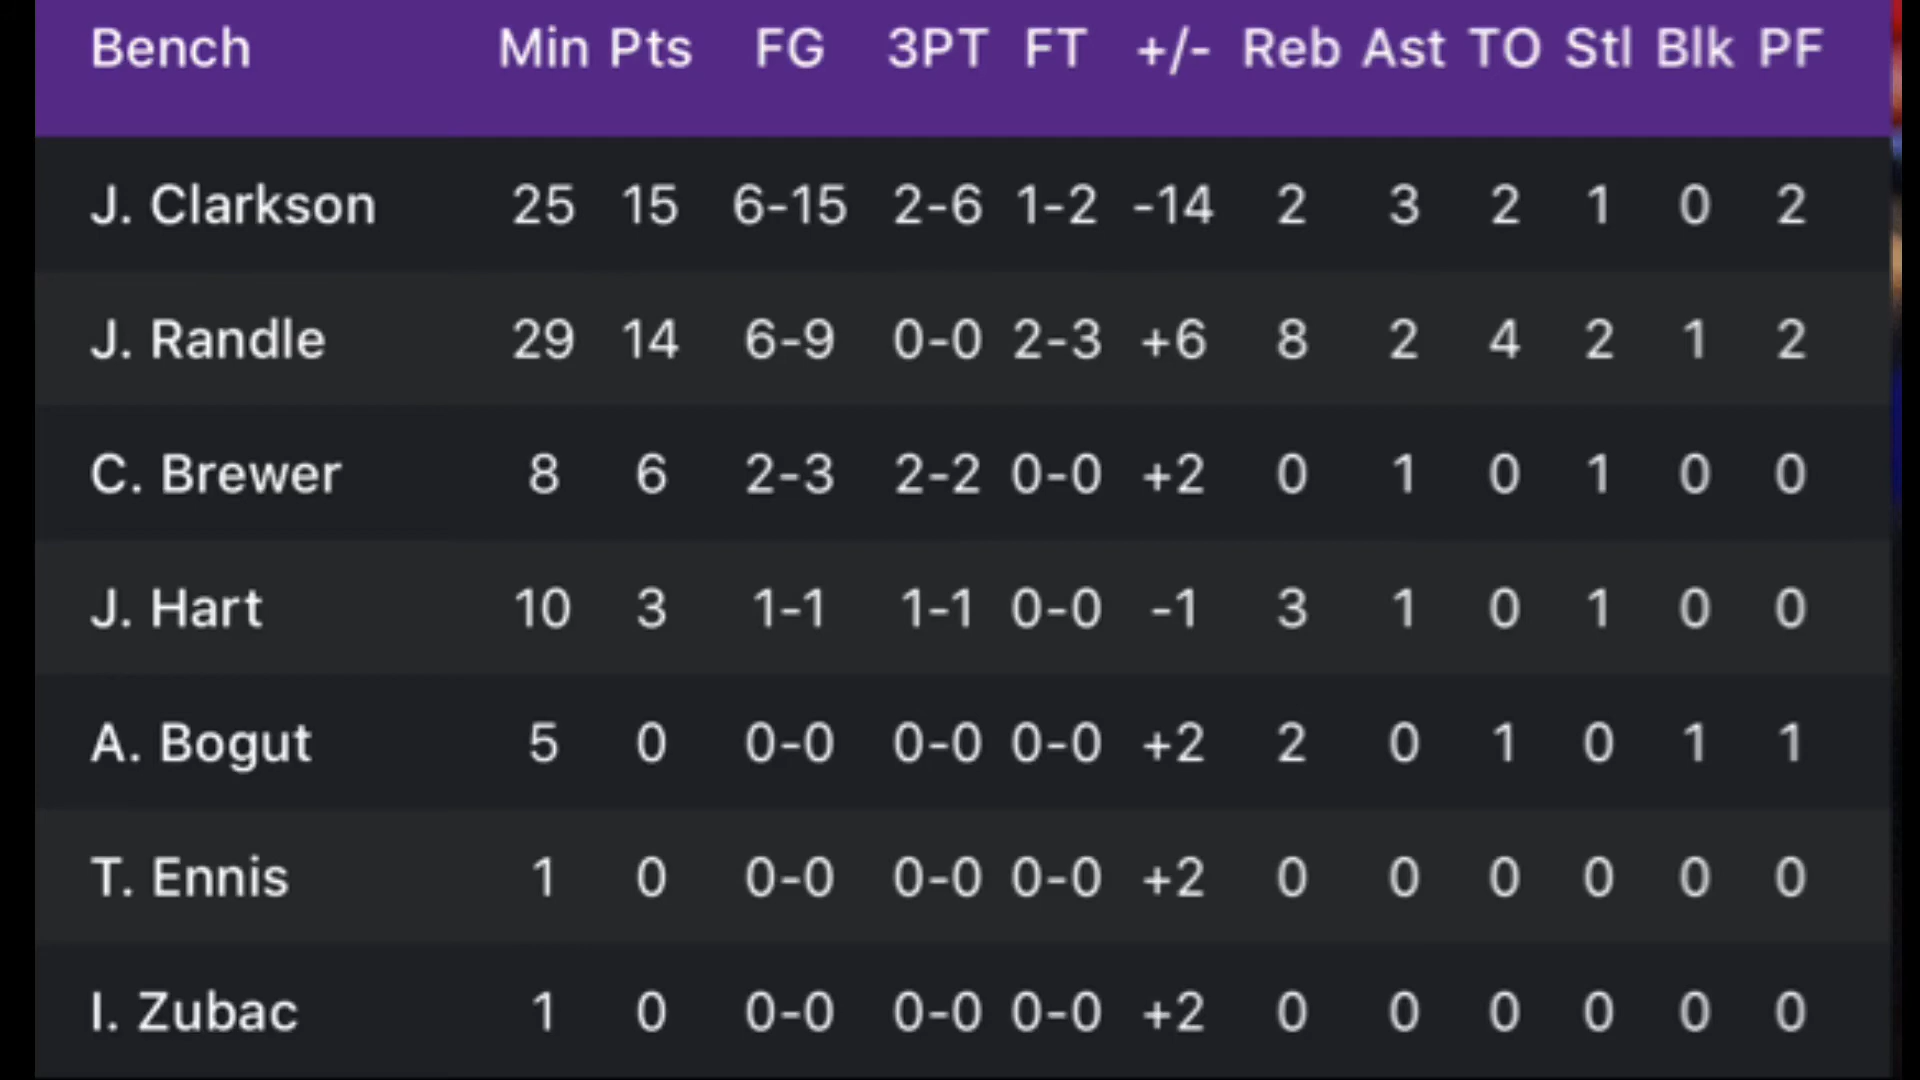 Bench Min Pts FG 3PT FT +/- Reb Ast TO Stl Blk PF
J. Clarkson 25 15 6-15 2-6 1-2 -14 2 3 2 1 0 2
J. Randle 29 14 6-9 0-0 2-3 +6 8 2 4 2 1 2
C. Brewer 8 6 2-3 2-2 0-0 +2 0 1 0 1 0 0
J. Hart 10 3 1-1 1-1 0-0 -1 3 1 0 1 0 0
A. Bogut 5 0 0-0 0-0 0-0 +2 2 0 1 0 1 1
T. Ennis 1 0 0-0 0-0 0-0 +2 0 0 0 0 0 0
I. Zubac 1 0 0-0 0-0 0-0 +2 0 0 0 0 0 0